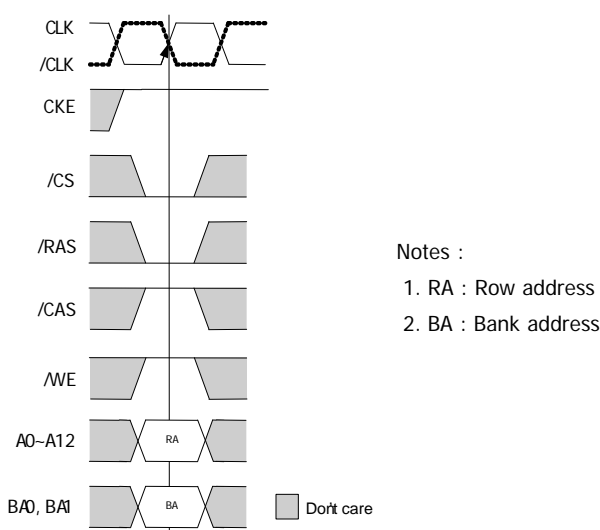 CLK
/CLK
CKE
/CS
/RAS
/CAS
/WE
A0~A12
RA
BA0, BA1
BA
Don't care
Notes :
1. RA : Row address
2. BA : Bank address